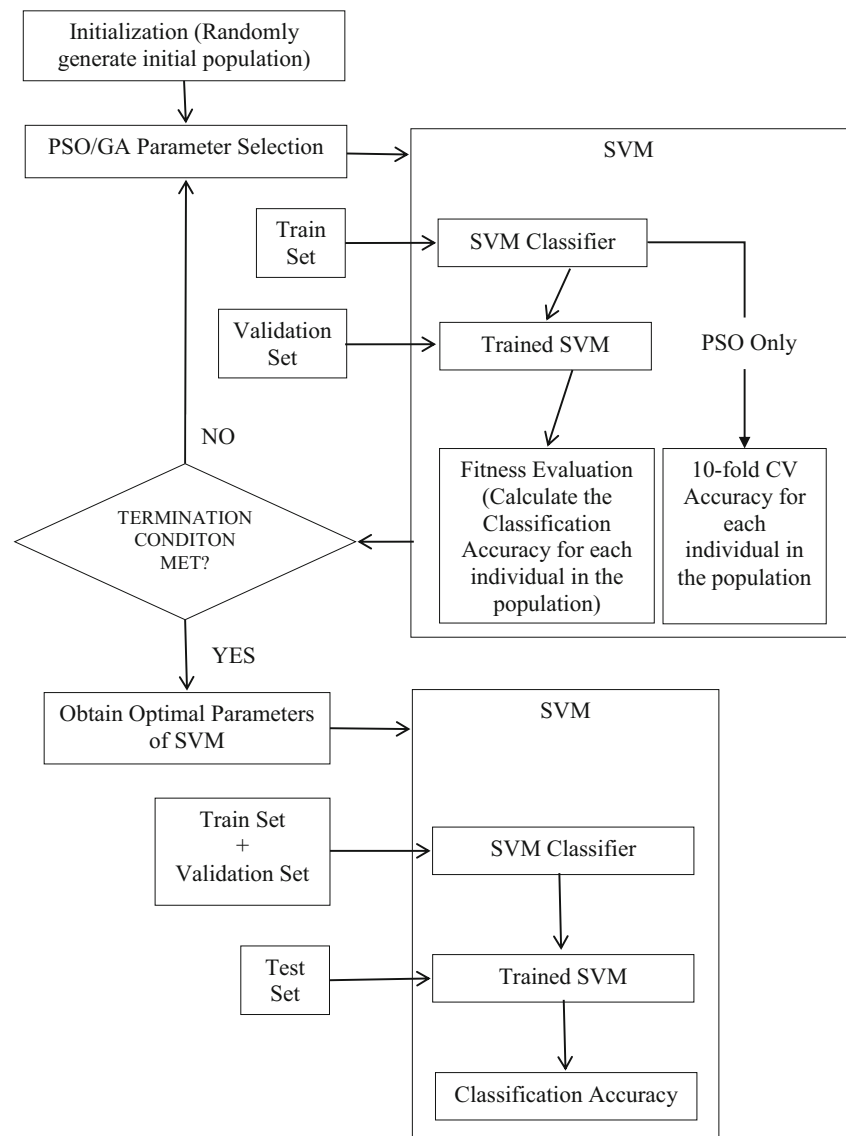 Initialization (Randomly
generate initial population)
PSO/GA Parameter Selection
SVM
Train
Set
SVM Classifier
Validation
Set
Trained SVM
PSO Only
NO
Fitness Evaluation
(Calculate the
Classification
Accuracy for each
individual in the
population)
10-fold CV
Accuracy for
each
individual in
the population
TERMINATION
CONDITON
MET?
YES
Obtain Optimal Parameters
of SVM
SVM
Train Set
+
Validation Set
SVM Classifier
Test
Set
Trained SVM
Classification Accuracy